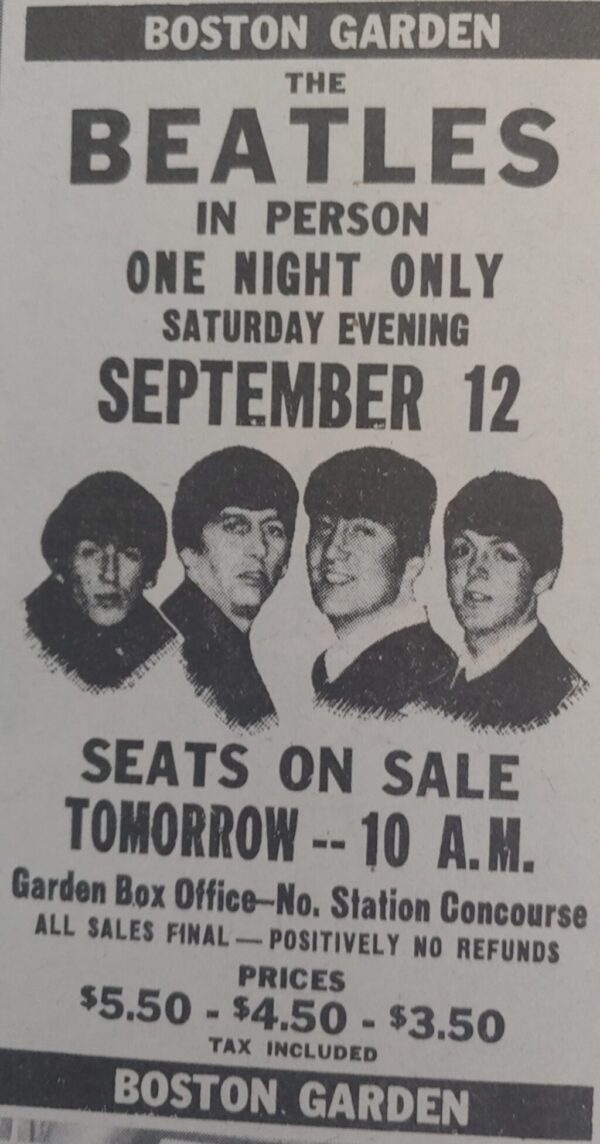 BOSTON GARDEN
THE
BEATLES
IN PERSON
ONE NIGHT ONLY
SATURDAY EVENING
SEPTEMBER 12
SEATS ON SALE
TOMORROW -- 10 A.M.
Garden Box Office—No. Station Concourse
ALL SALES FINAL — POSITIVELY NO REFUNDS
PRICES
$5.50 - $4.50 - $3.50
TAX INCLUDED
BOSTON GARDEN